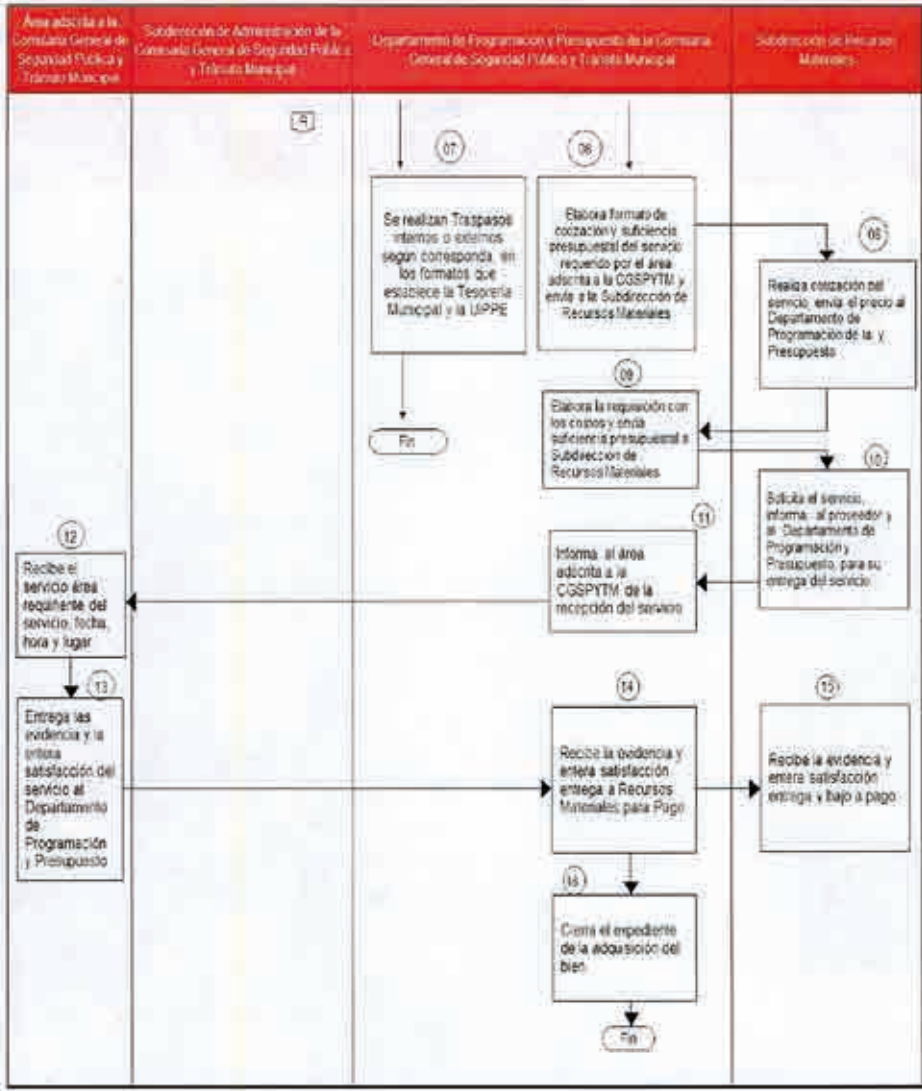 Área adscrita a la
Comisaría General de
Seguridad Pública y
Tránsito Municipal
Subdirección de Administración de la
Comisaría General de Seguridad Pública
y Tránsito Municipal
Departamento de Programación y Presupuesto de la Comisaría
General de Seguridad Pública y Tránsito Municipal
Subdirección de Recursos
Materiales
A
07
Se realizan Traspasos
internos o externos
según corresponda, en
los formatos que
establece la Tesorería
Municipal y la UIPPE
Fin
08
Elabora formato de
cotización y suficiencia
presupuestal del servicio
requerido por el área
adscrita a la CGSPYTM y
envía a la Subdirección de
Recursos Materiales
Realiza cotización del
servicio, envía el precio al
Departamento de
Programación de la y
Presupuesto
09
Elabora la requisición con
los costos y envía
suficiencia presupuestal a
Subdirección de
Recursos Materiales
10
Solicita el servicio,
informa al proseedor y
al Departamento de
Programación y
Presupuesto, para su
entrega del servicio
11
Informa al área
adscrita a la
CGSPYTM de la
recepción del servicio
12
Recibe el
servicio área
requirente del
servicio, fecha,
hora y lugar
13
Entrega las
evidencia y la
entera
satisfacción del
servicio al
Departamento
de
Programación
y Presupuesto
14
Recibe la evidencia y
entera satisfacción
entrega a Recursos
Materiales para Pago
15
Recibe la evidencia y
entera satisfacción
entrega y bajo a pago
16
Cierra el expediente
de la adquisición del
bien
Fin